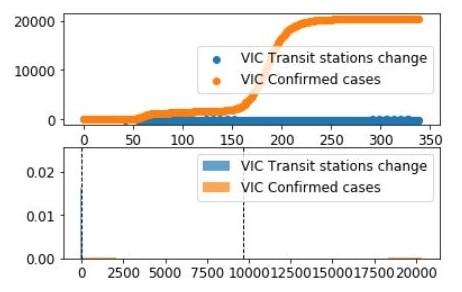 20000
VIC Transit stations change
10000
VIC Confirmed cases
0
0 50 100 150 200 250 300 350
VIC Transit stations change
0.02
VIC Confirmed cases
0.01
0.00
0 2500 5000 7500 10000 12500 15000 17500 20000